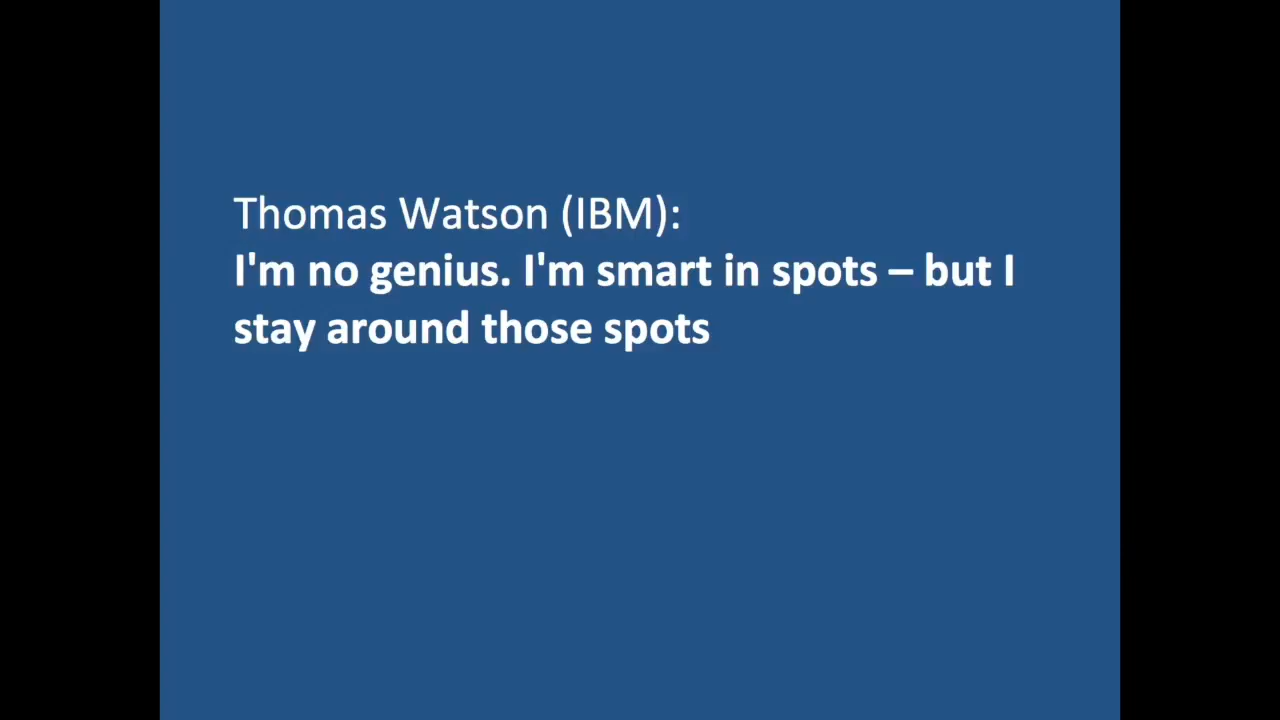 Thomas Watson (IBM):
I'm no genius. I'm smart in spots – but I
stay around those spots